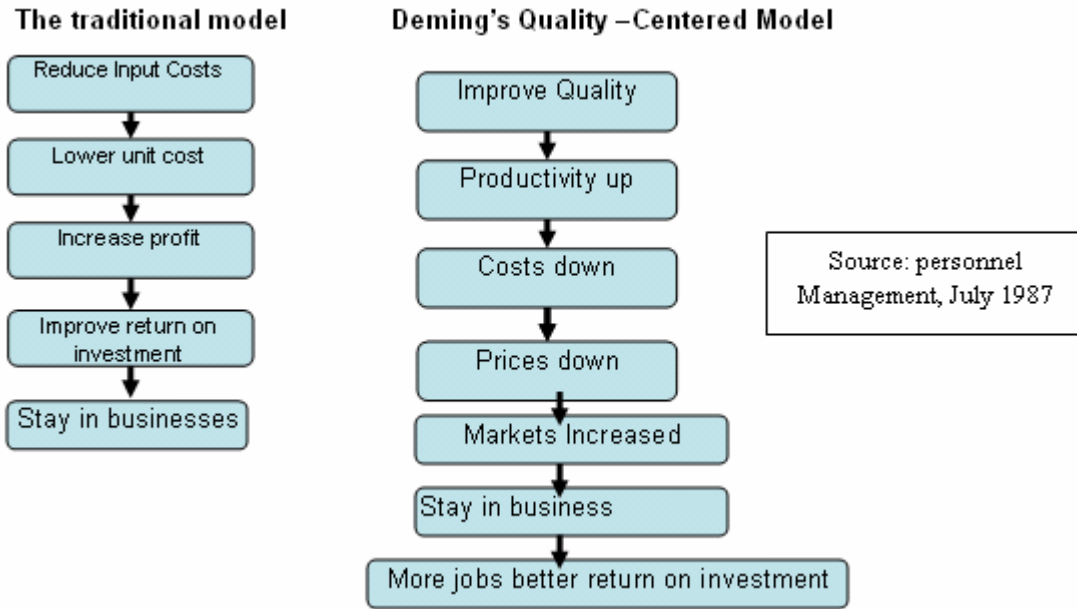 The traditional model
Reduce Input Costs
Lower unit cost
Increase profit
Improve return on
investment
Stay in businesses
Deming's Quality –Centered Model
Improve Quality
Productivity up
Costs down
Prices down
Markets Increased
Stay in business
More jobs better return on investment
Source: personnel
Management, July 1987